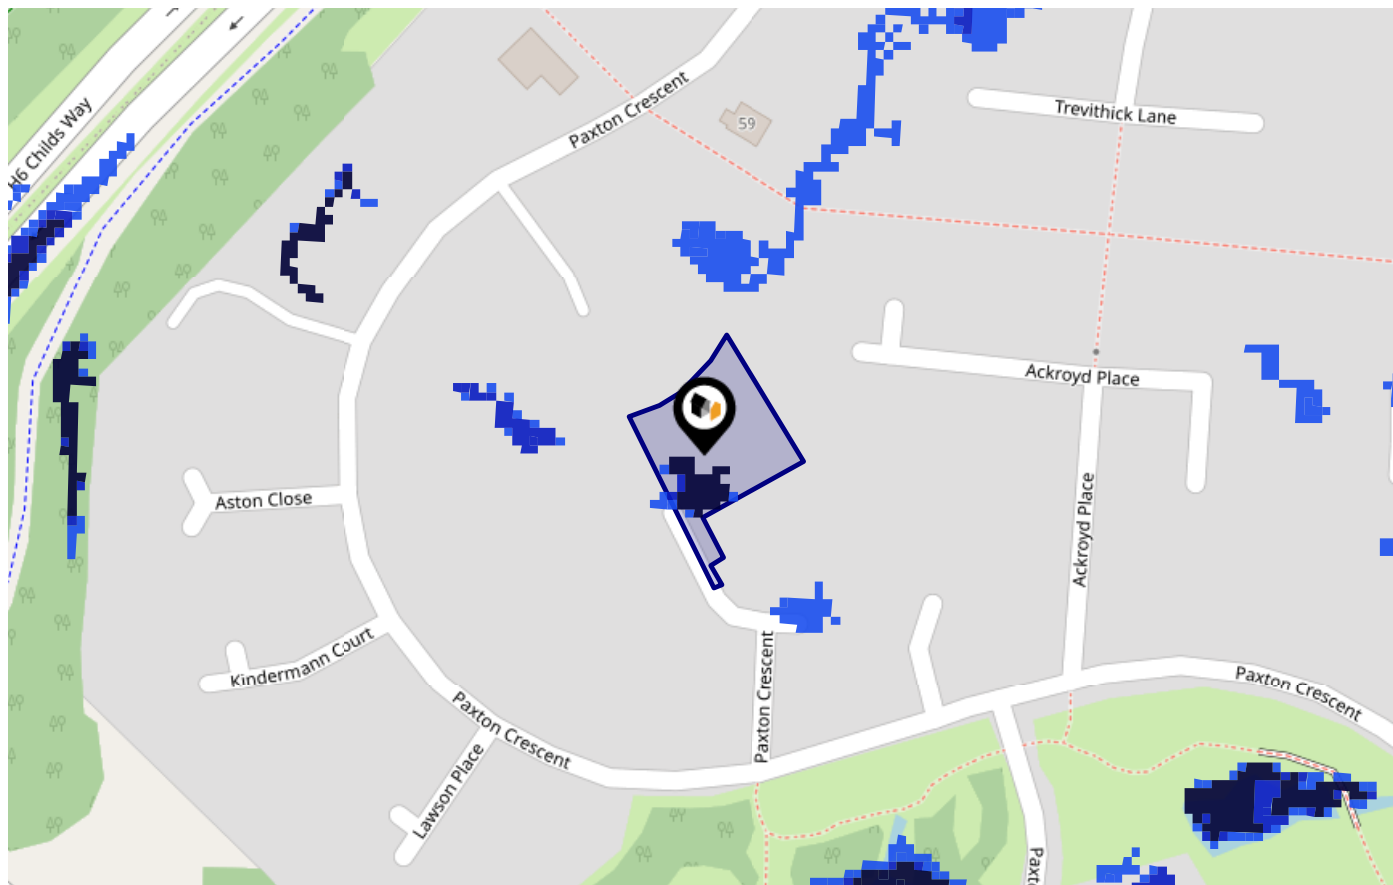 H6 Childs Way
Paxton Crescent
59
Trevithick Lane
Ackroyd Place
Aston Close
Ackroyd Place
Kindermann Court
Paxton Crescent
Paxton Crescent
Paxton Crescent
Lawson Place
Paxt